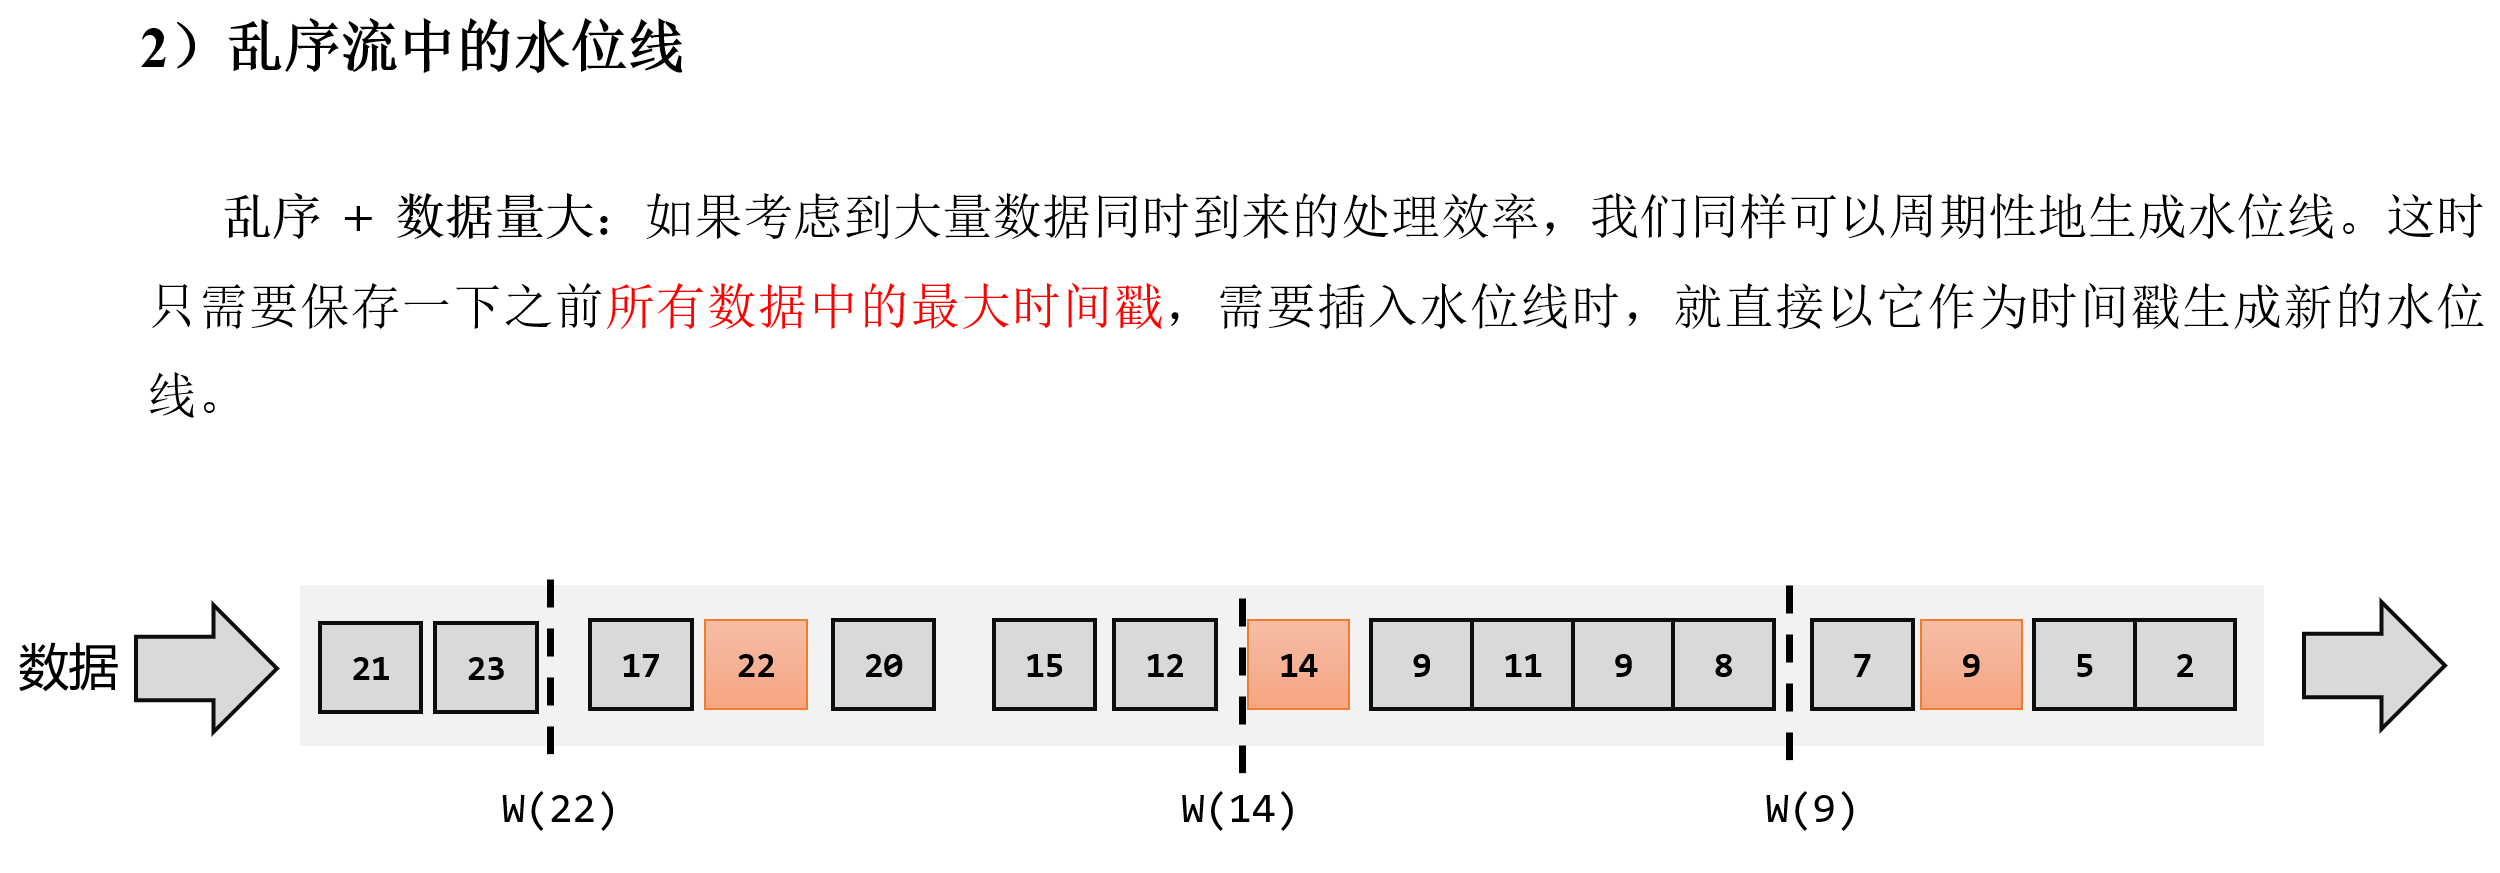 2）乱序流中的水位线
乱序 + 数据量大：如果考虑到大量数据同时到来的处理效率，我们同样可以周期性地生成水位线。这时
只需要保存一下之前所有数据中的最大时间戳，需要插入水位线时，就直接以它作为时间戳生成新的水位
线。
数据 21 23 17 22 20 15 12 14 9 11 9 8 7 9 5 2
W(22) W(14) W(9)